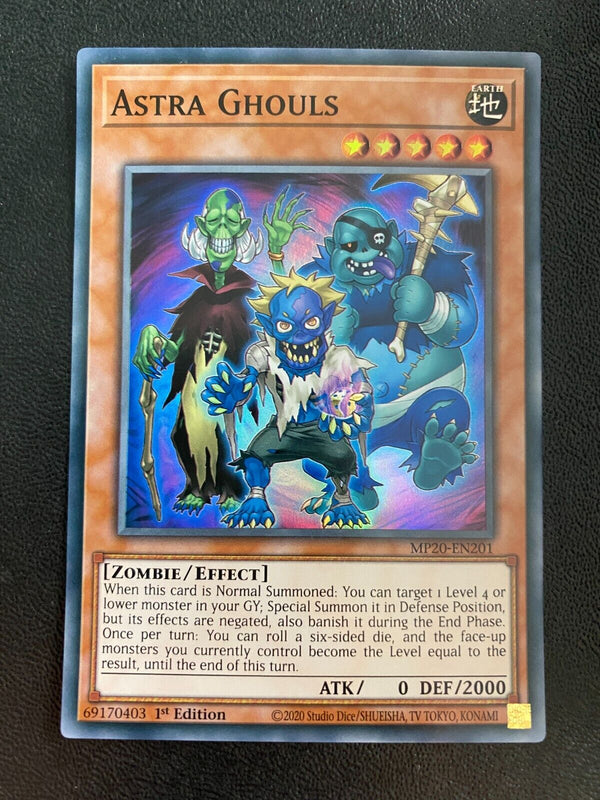 ASTRA GHOULS
EARTH
地
MP20-EN201
[ZOMBIE/EFFECT]
When this card is Normal Summoned: You can target 1 Level 4 or
lower monster in your GY; Special Summon it in Defense Position,
but its effects are negated, also banish it during the End Phase.
Once per turn: You can roll a six-sided die, and the face-up
monsters you currently control become the Level equal to the
result, until the end of this turn.
ATK/ 0 DEF/2000
69170403 1st Edition ©2020 Studio Dice/SHUEISHA, TV TOKYO, KONAMI